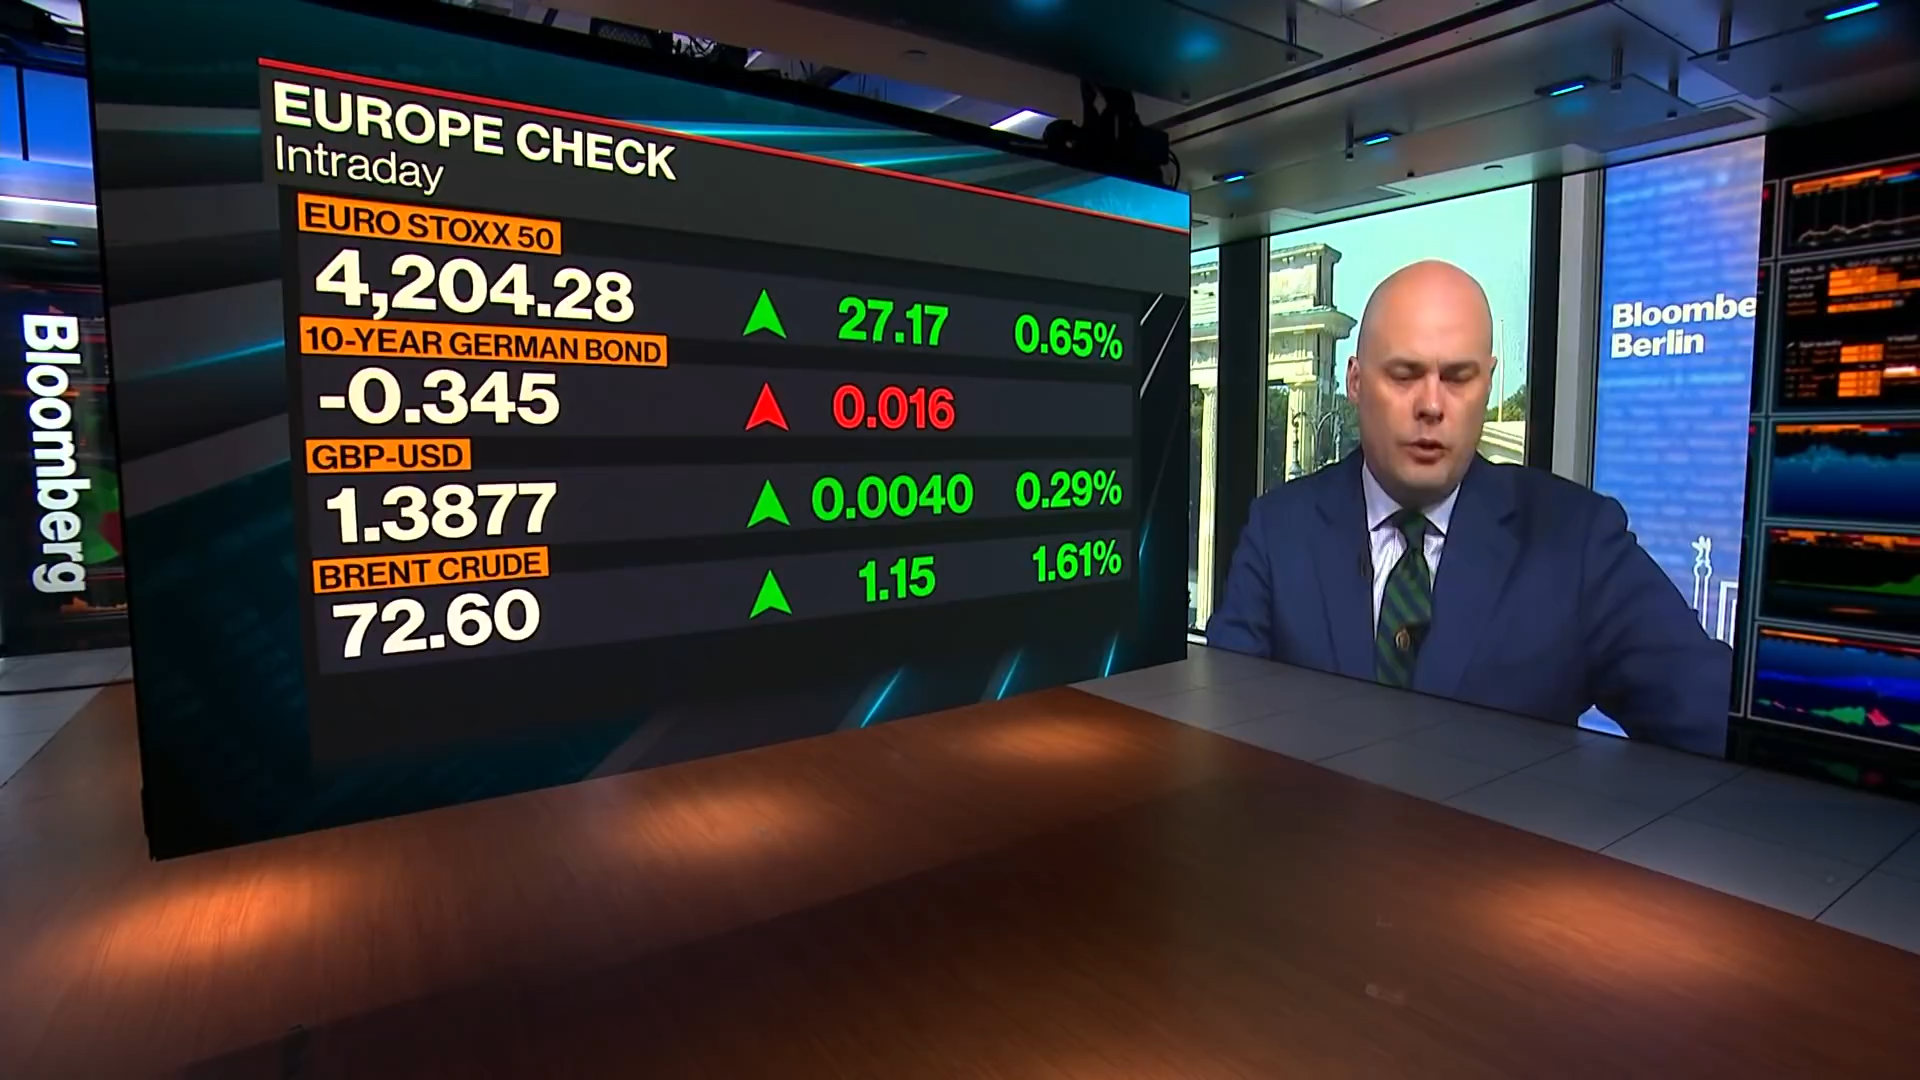 EUROPE CHECK
Intraday
EURO STOXX 50
4,204.28 27.17 0.65%
10-YEAR GERMAN BOND
-0.345 0.016
GBP-USD
1.3877 0.0040 0.29%
BRENT CRUDE
72.60 1.15 1.61%
Bloomberg
Bloombe
Berlin